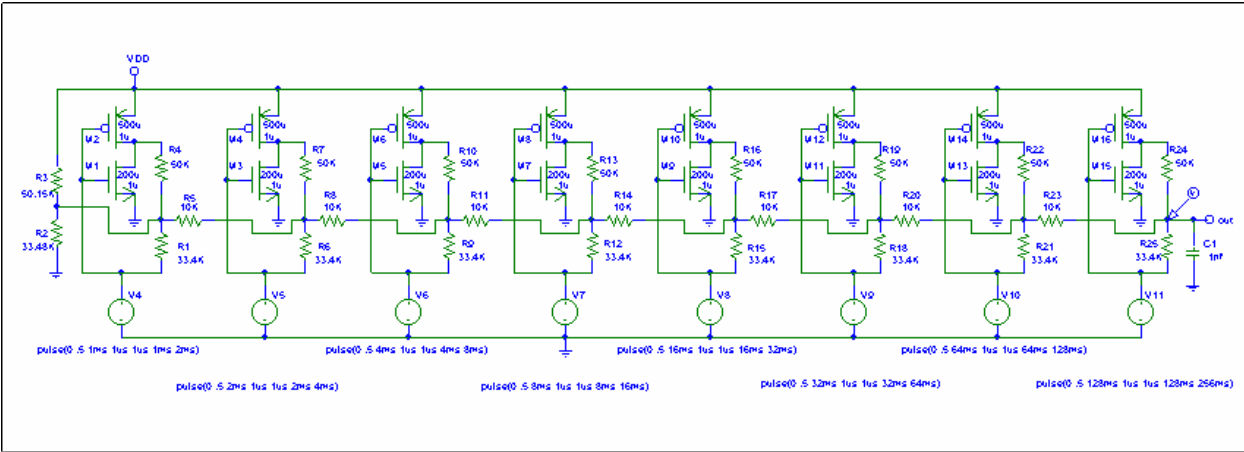 VDD
M2 500u 1u R4 50K
M4 500u 1u R7 50K
M6 500u 1u R10 50K
M8 500u 1u R13 50K
M10 500u 1u R16 50K
M12 500u 1u R19 50K
M14 500u 1u R22 50K
M16 500u 1u R24 50K
M1 200u 1u
M3 200u 1u
M5 200u 1u
M7 200u 1u
M9 200u 1u
M11 200u 1u
M13 200u 1u
M15 200u 1u
R3
50.15K
R5
10K
R8
10K
R11
10K
R14
10K
R17
10K
R20
10K
R23
10K
V
out
R2
33.48K
R1
33.4K
R6
33.4K
R9
33.4K
R12
33.4K
R15
33.4K
R18
33.4K
R21
33.4K
R25
33.4K
C1
1nf
V4
V5
V6
V7
V8
V9
V10
V11
pulse(0 .5 1ms 1us 1us 1ms 2ms)
pulse(0 .5 4ms 1us 1us 4ms 8ms)
pulse(0 .5 16ms 1us 1us 16ms 32ms)
pulse(0 .5 64ms 1us 1us 64ms 128ms)
pulse(0 .5 2ms 1us 1us 2ms 4ms)
pulse(0 .5 8ms 1us 1us 8ms 16ms)
pulse(0 .5 32ms 1us 1us 32ms 64ms)
pulse(0 .5 128ms 1us 1us 128ms 256ms)